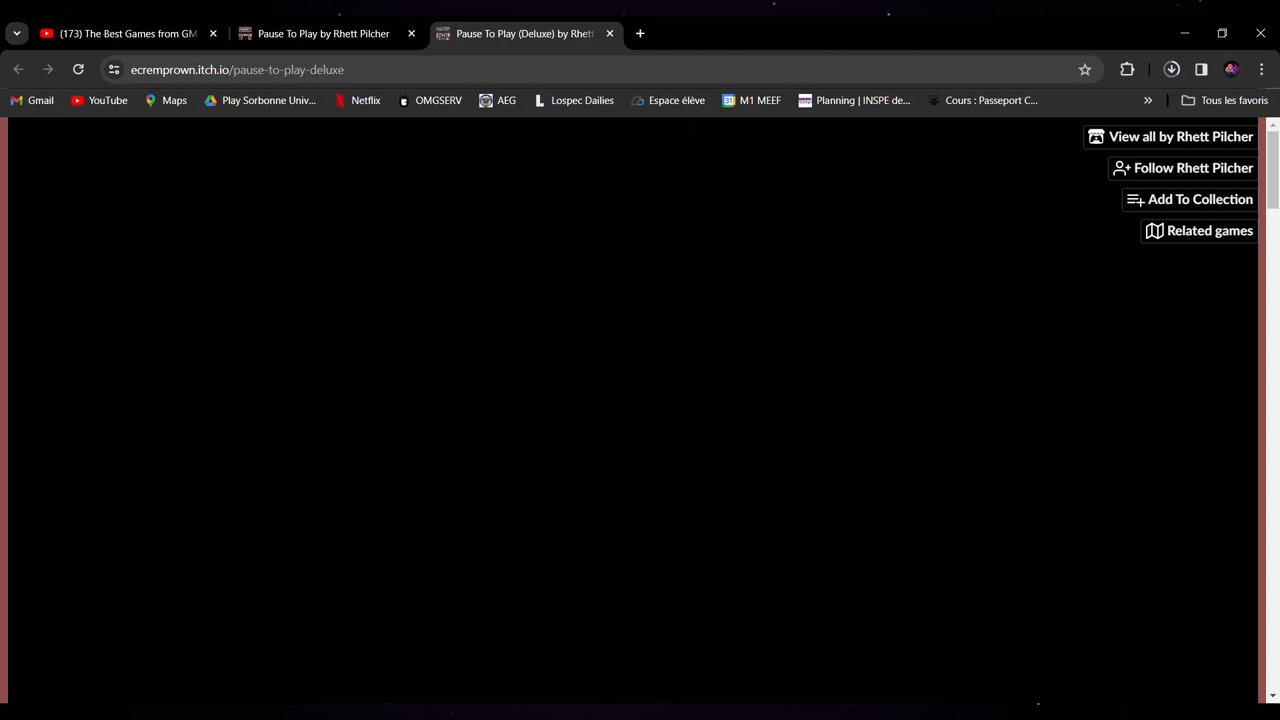 (173) The Best Games from GM
Pause To Play by Rhett Pilcher
Pause To Play (Deluxe) by Rhett
ecremprown.itch.io/pause-to-play-deluxe
Gmail
YouTube
Maps
Play Sorbonne Univ...
Netflix
OMGSERV
AEG
L Lospec Dailies
Espace élève
31 M1 MEEF
Planning | INSPE de...
Cours : Passeport C...
Tous les favoris
View all by Rhett Pilcher
Follow Rhett Pilcher
Add To Collection
Related games